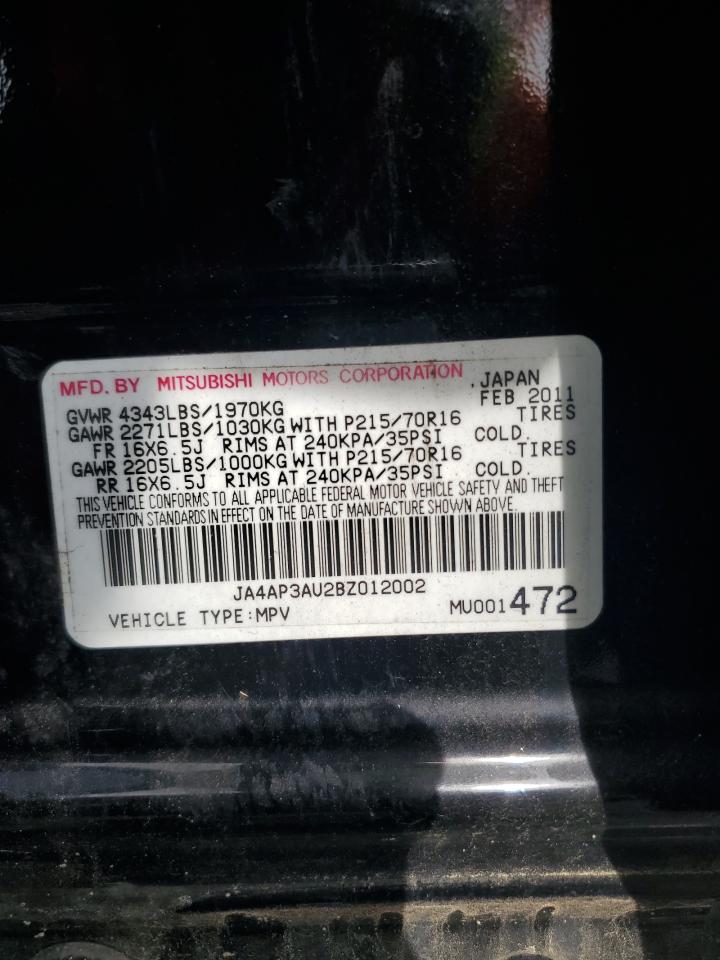 MFD. BY MITSUBISHI MOTORS CORPORATION , JAPAN
FEB 2011
GVWR 4343LBS/1970KG
GAWR 2271LBS/1030KG WITH P215/70R16 TIRES
FR 16X6.5J RIMS AT 240KPA/35PSI COLD.
GAWR 2205LBS/1000KG WITH P215/70R16 TIRES
RR 16X6.5J RIMS AT 240KPA/35PSI COLD.
THIS VEHICLE CONFORMS TO ALL APPLICABLE FEDERAL MOTOR VEHICLE SAFETY AND THEFT
PREVENTION STANDARDS IN EFFECT ON THE DATE OF MANUFACTURE SHOWN ABOVE.
JA4AP3AU2BZ012002
VEHICLE TYPE:MPV MU001472